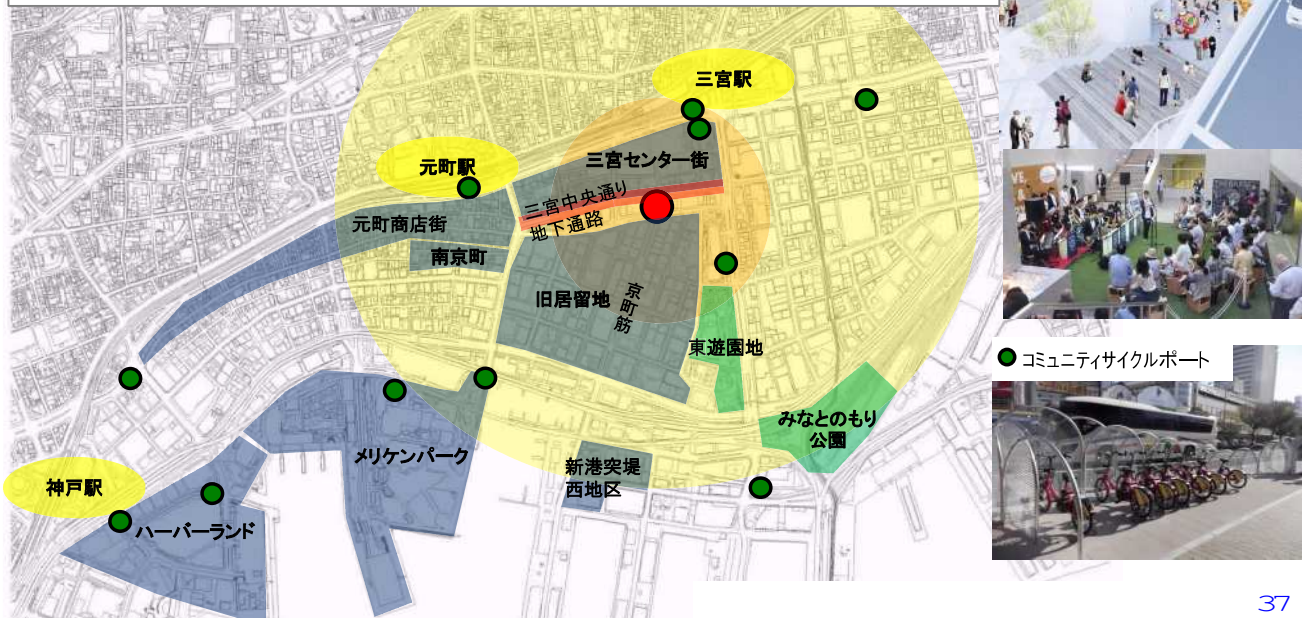 三宮駅
元町駅
三宮センター街
三宮中央通り
地下通路
元町商店街
南京町
旧居留地
京町筋
東遊園地
コミュニティサイクルポート
みなとのもり
公園
メリケンパーク
新港突堤
西地区
神戸駅
ハーバーランド
37